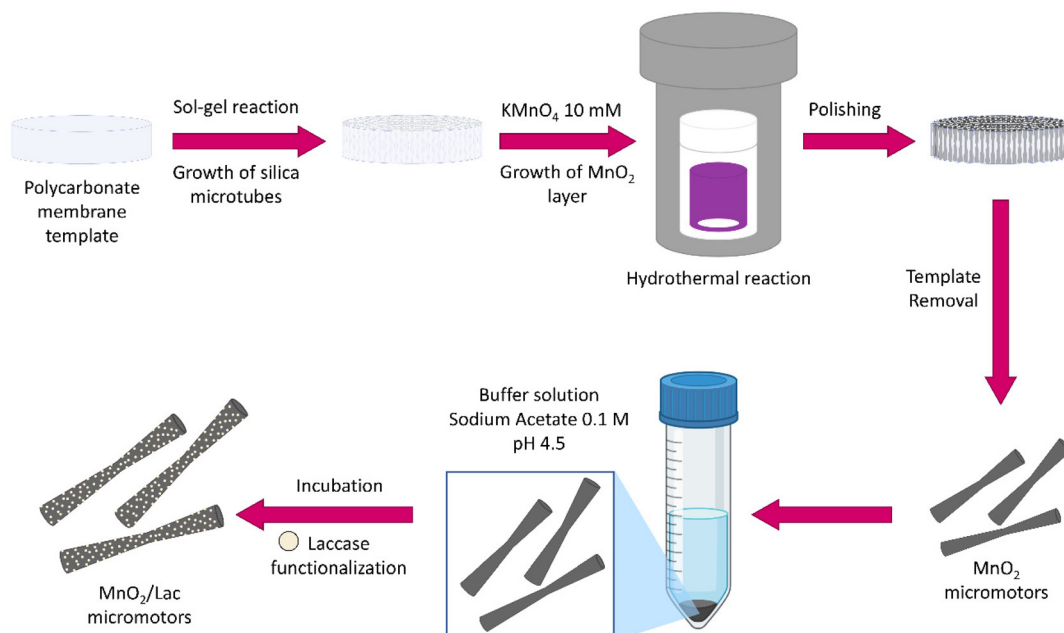 Polycarbonate
membrane
template
Sol-gel reaction
Growth of silica
microtubes
KMnO₄ 10 mM
Growth of MnO₂
layer
Hydrothermal reaction
Polishing
Template
Removal
MnO₂
micromotors
Buffer solution
Sodium Acetate 0.1 M
pH 4.5
Incubation
Laccase
functionalization
MnO₂/Lac
micromotors